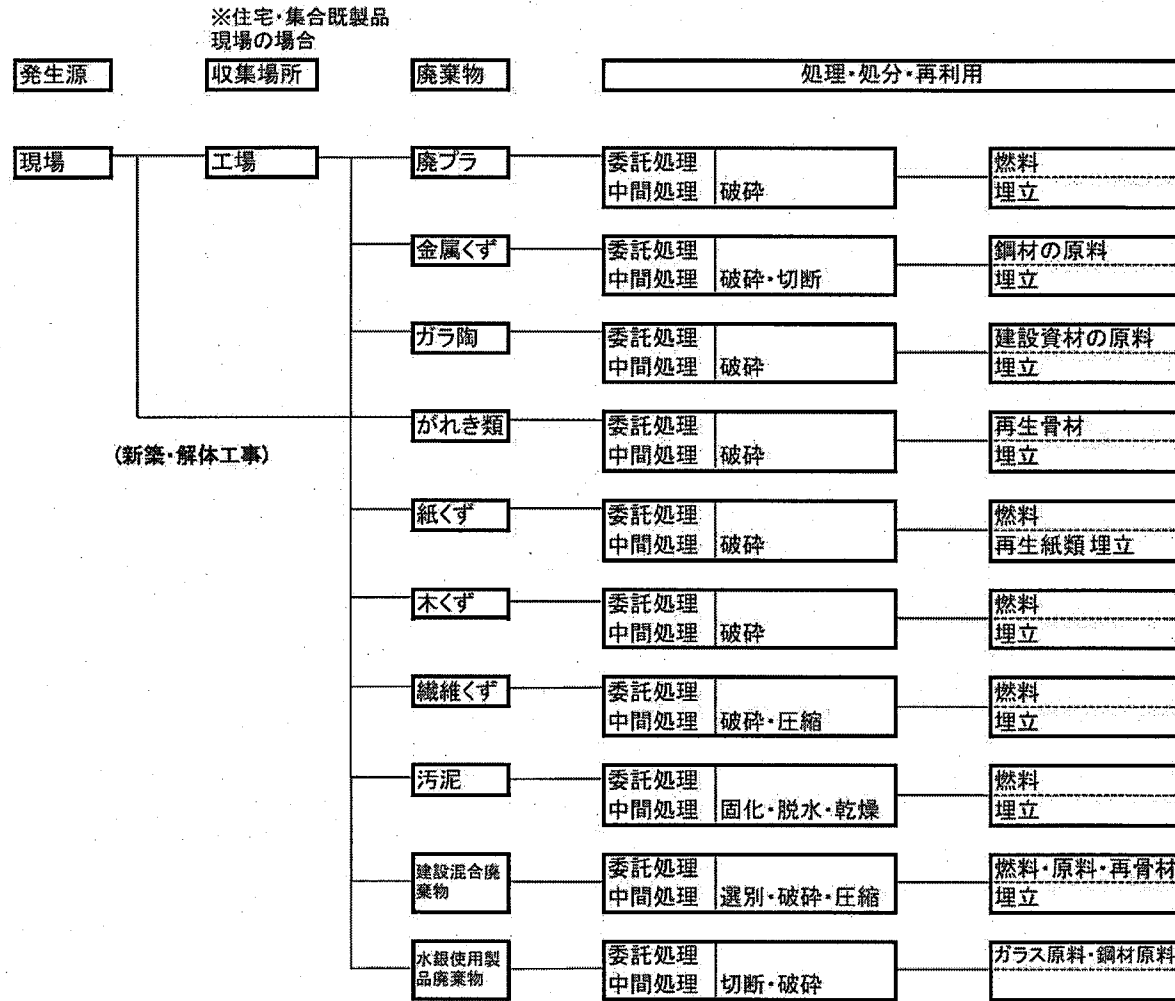 ※住宅・集合既製品
現場の場合
発生源 収集場所 廃棄物 処理・処分・再利用
現場 工場 廃プラ 委託処理 燃料
中間処理 破砕 埋立
金属くず 委託処理 鋼材の原料
中間処理 破砕・切断 埋立
ガラ陶 委託処理 建設資材の原料
中間処理 破砕 埋立
がれき類 委託処理 再生骨材
(新築・解体工事) 中間処理 破砕 埋立
紙くず 委託処理 燃料
中間処理 破砕 再生紙類 埋立
木くず 委託処理 燃料
中間処理 破砕 埋立
繊維くず 委託処理 燃料
中間処理 破砕・圧縮 埋立
汚泥 委託処理 燃料
中間処理 固化・脱水・乾燥 埋立
建設混合廃 委託処理 燃料・原料・再骨材
棄物 中間処理 選別・破砕・圧縮 埋立
水銀使用製 委託処理 ガラス原料・鋼材原料
品廃棄物 中間処理 切断・破砕